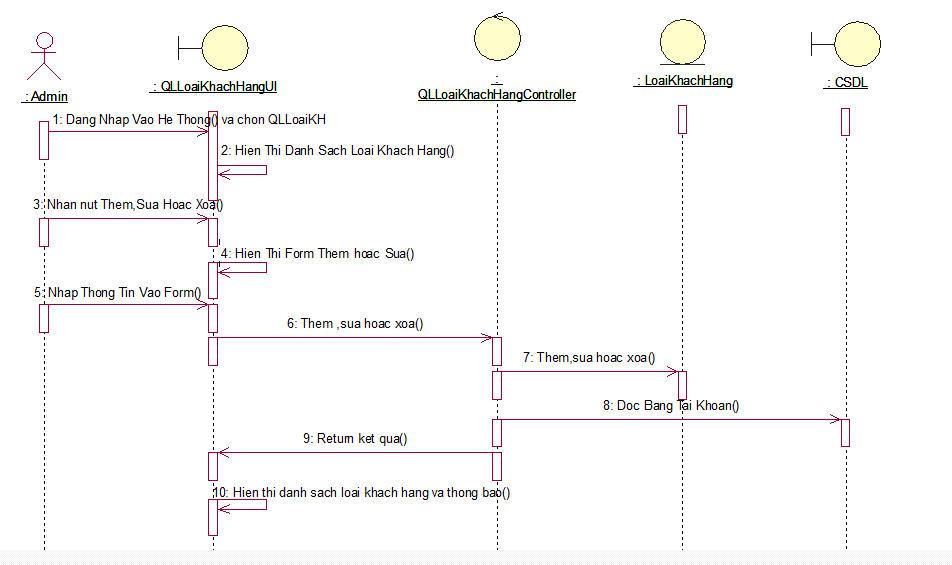 : Admin
: QLLoaiKhachHangUI
:
QLLoaiKhachHangController
: LoaiKhachHang
: CSDL
1: Dang Nhap Vao He Thong() va chon QLLoaiKH
2: Hien Thi Danh Sach Loai Khach Hang()
3: Nhan nut Them,Sua Hoac Xoa()
4: Hien Thi Form Them hoac Sua()
5: Nhap Thong Tin Vao Form()
6: Them ,sua hoac xoa()
7: Them,sua hoac xoa()
8: Doc Bang Tai Khoan()
9: Return ket qua()
10: Hien thi danh sach loai khach hang va thong bao()